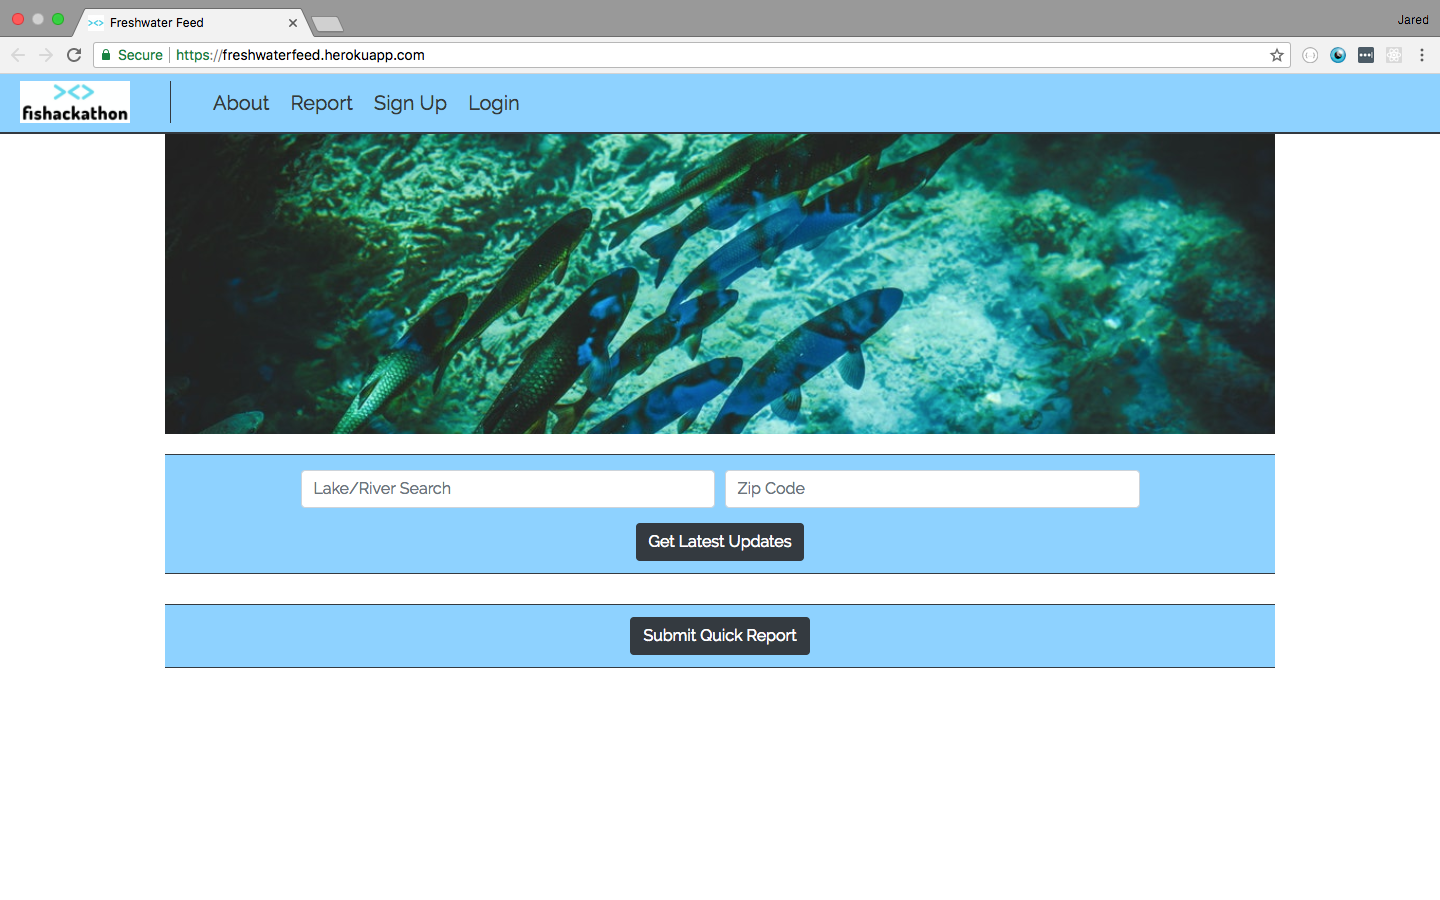 Freshwater Feed
Jared
Secure https://freshwaterfeed.herokuapp.com
fishackathon
About Report Sign Up Login
Lake/River Search Zip Code
Get Latest Updates
Submit Quick Report